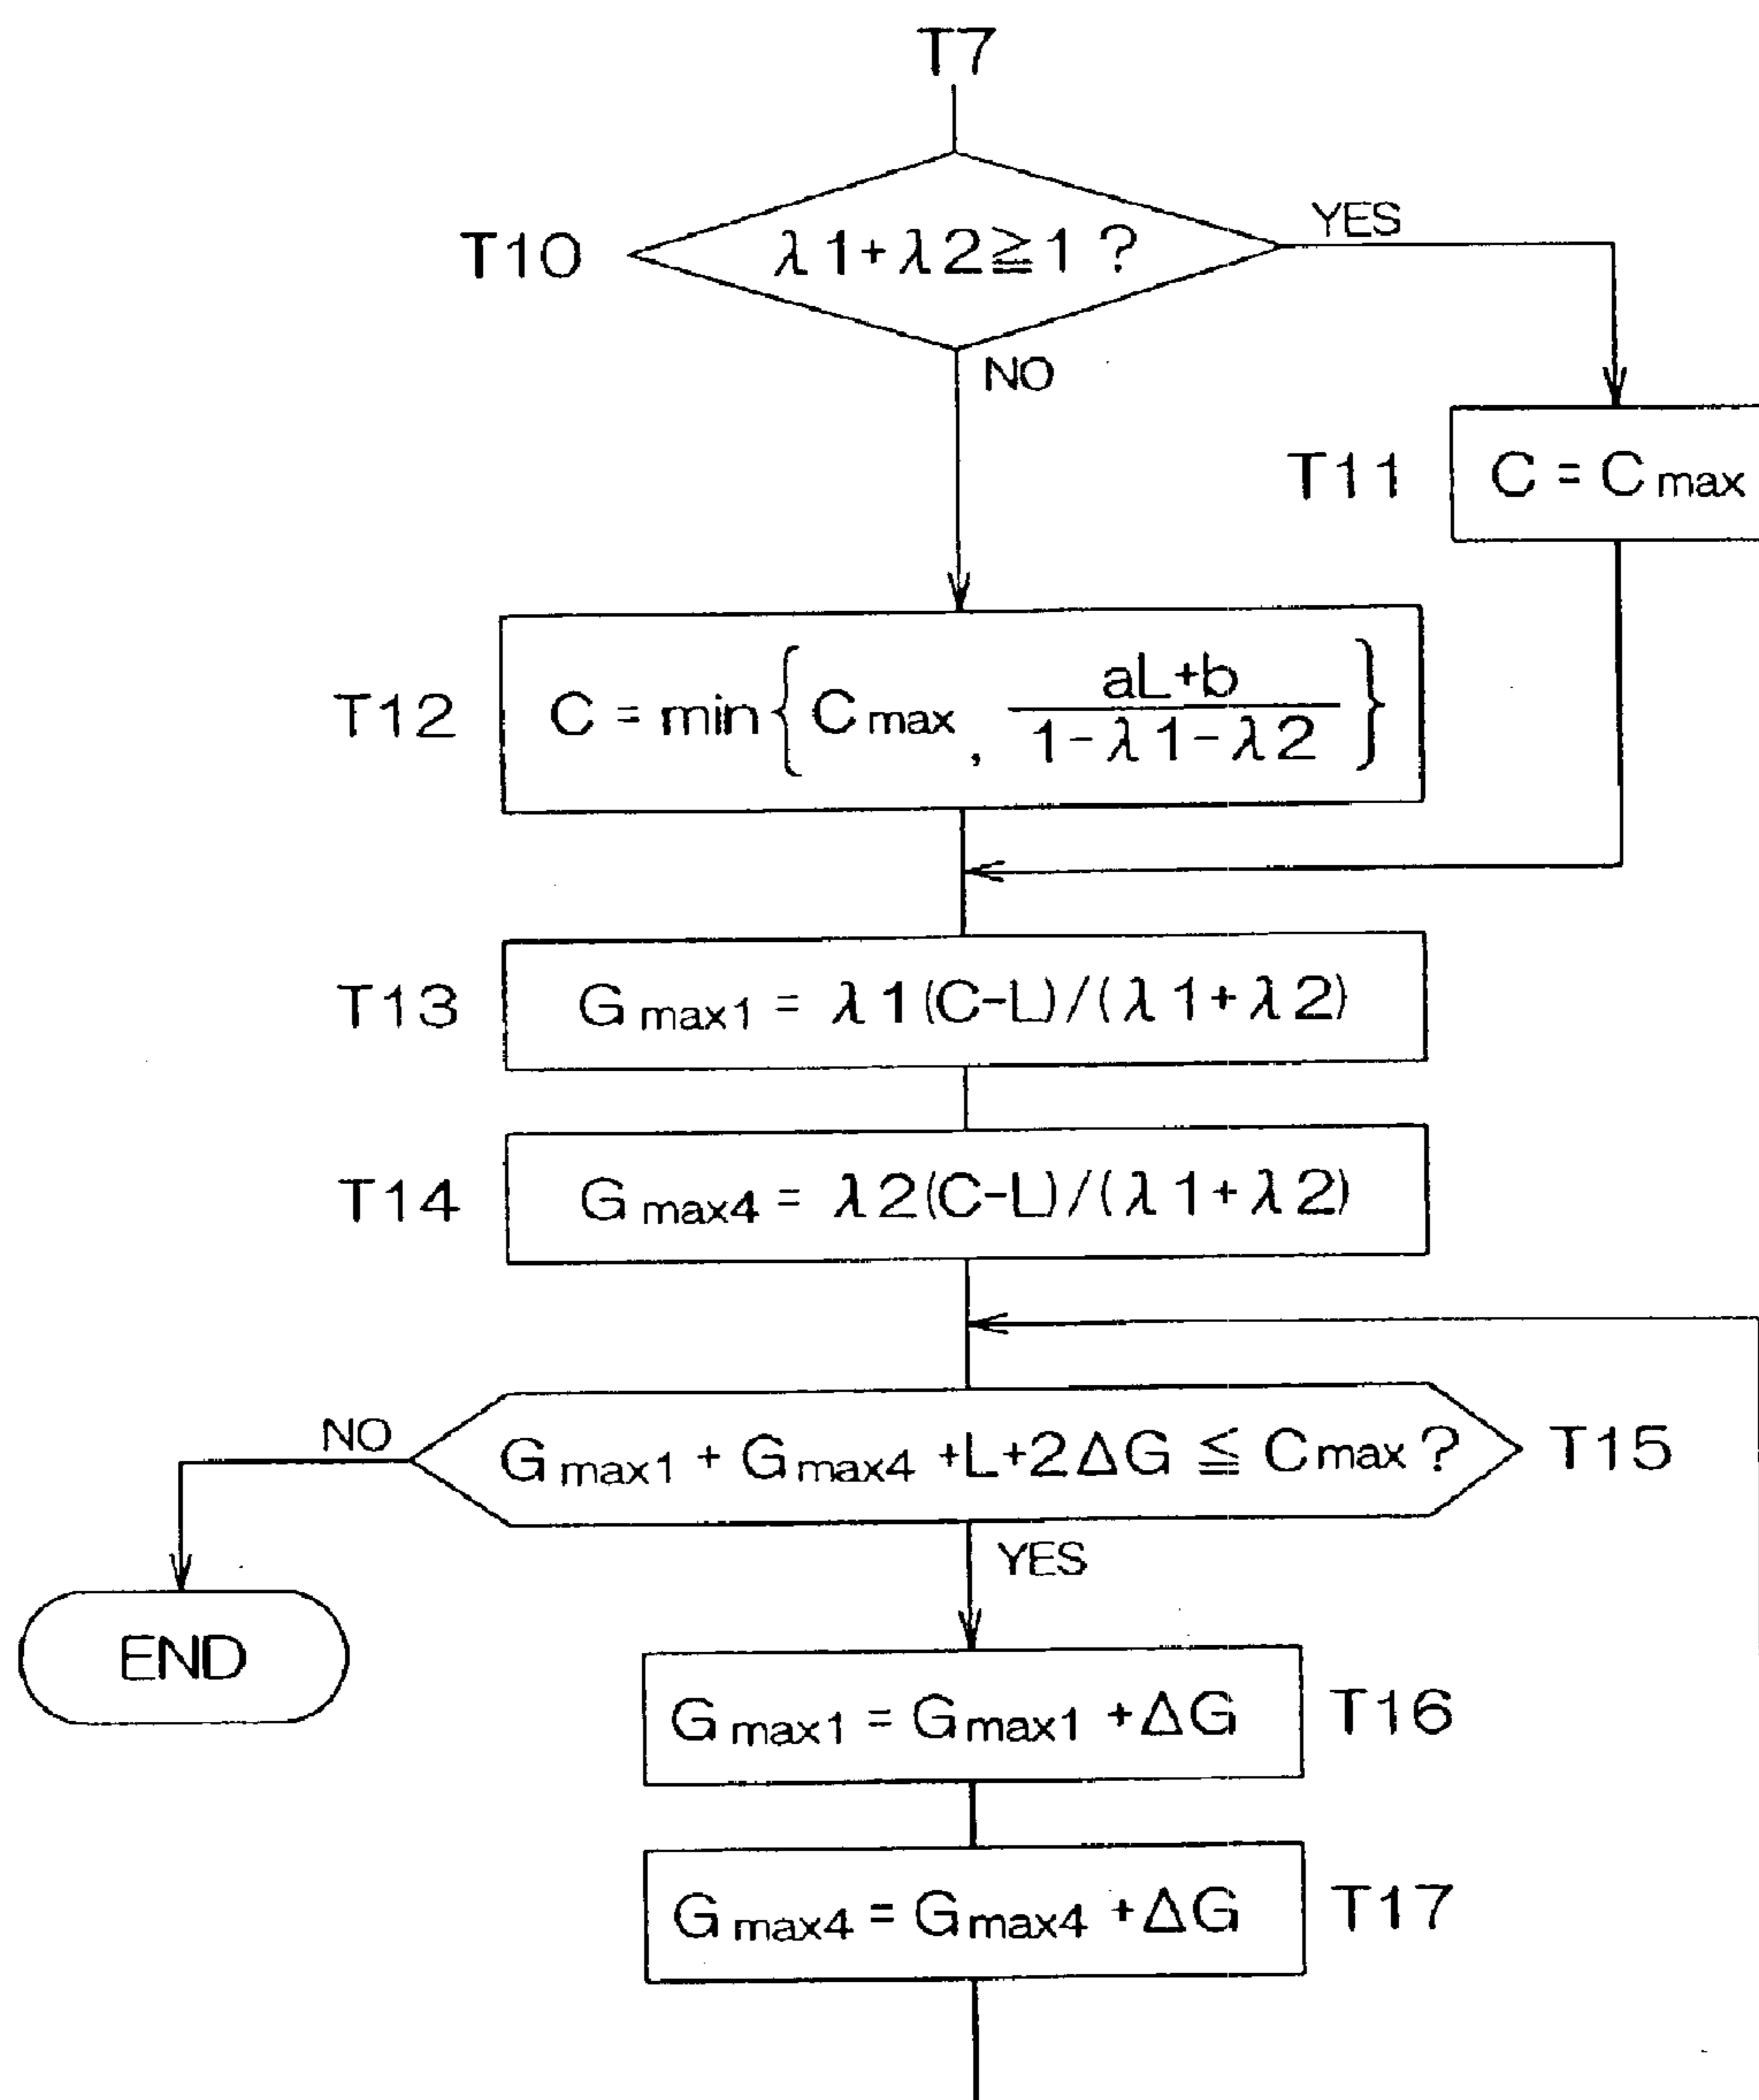 T7
T10 λ1+λ2≧1? YES
NO
T11 C = Cmax
T12 C = min{Cmax, aL+b / 1-λ1-λ2}
T13 Gmax1 = λ1(C-L)/(λ1+λ2)
T14 Gmax4 = λ2(C-L)/(λ1+λ2)
NO Gmax1 + Gmax4 +L+2ΔG ≦ Cmax? T15
YES
END
Gmax1 = Gmax1 +ΔG T16
Gmax4 = Gmax4 +ΔG T17